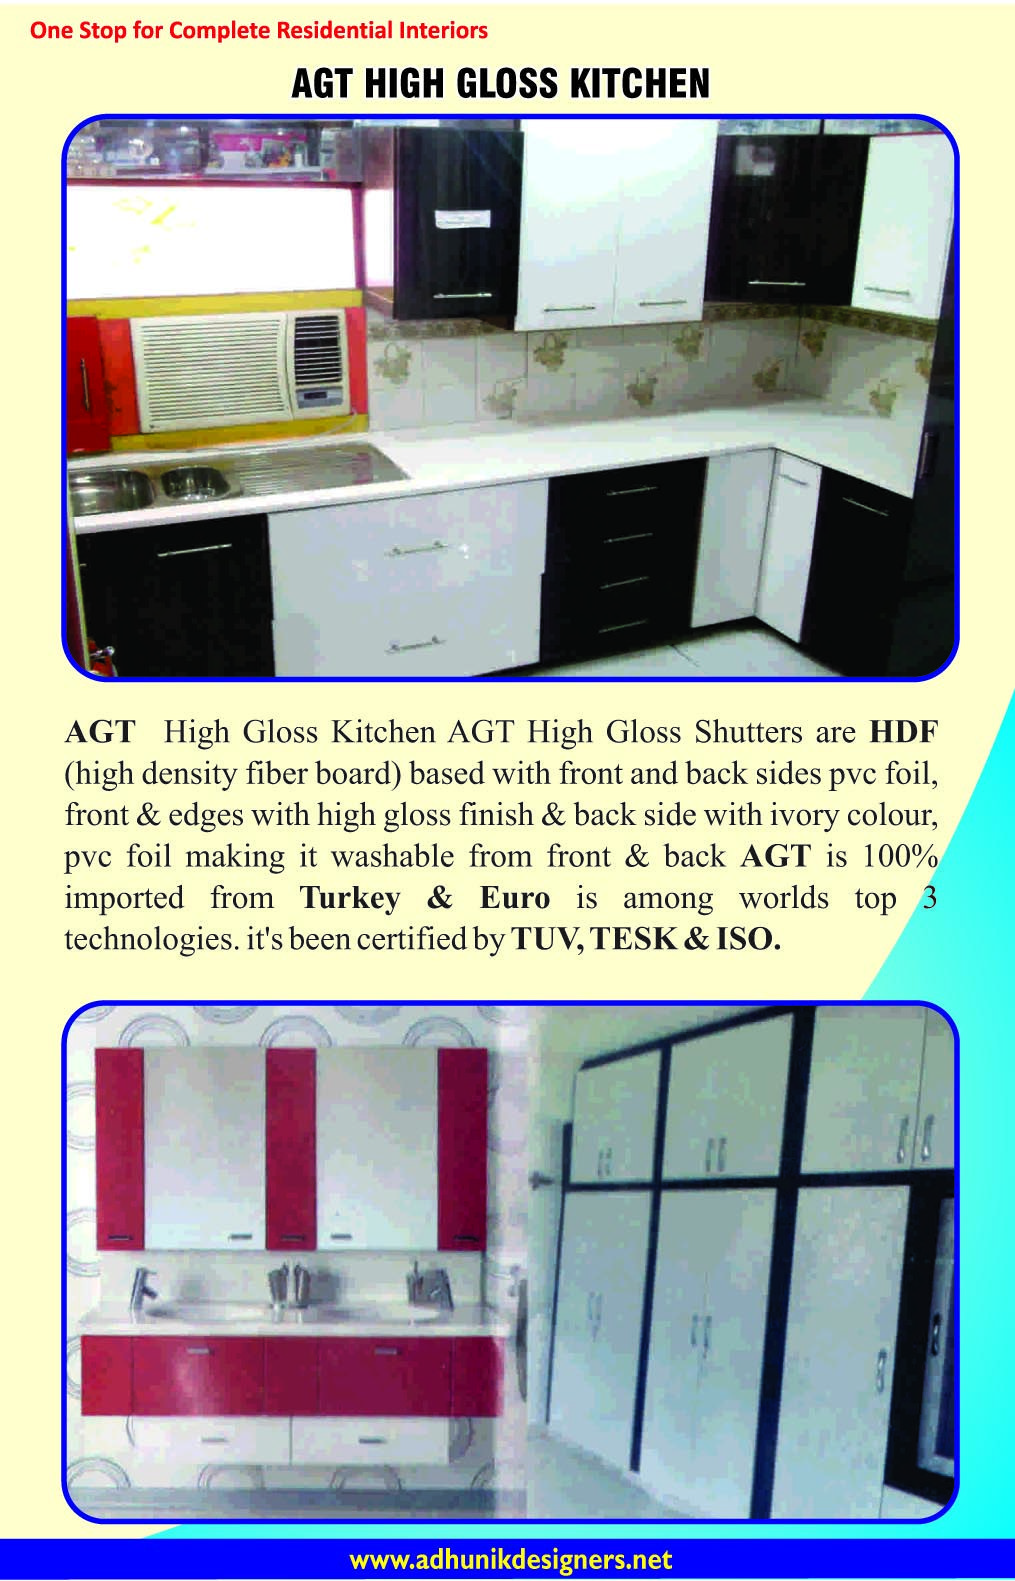 One Stop for Complete Residential Interiors
AGT HIGH GLOSS KITCHEN
AGT High Gloss Kitchen AGT High Gloss Shutters are HDF
(high density fiber board) based with front and back sides pvc foil,
front & edges with high gloss finish & back side with ivory colour,
pvc foil making it washable from front & back AGT is 100%
imported from Turkey & Euro is among worlds top 3
technologies. it's been certified by TUV, TESK & ISO.
www.adhunikdesigners.net